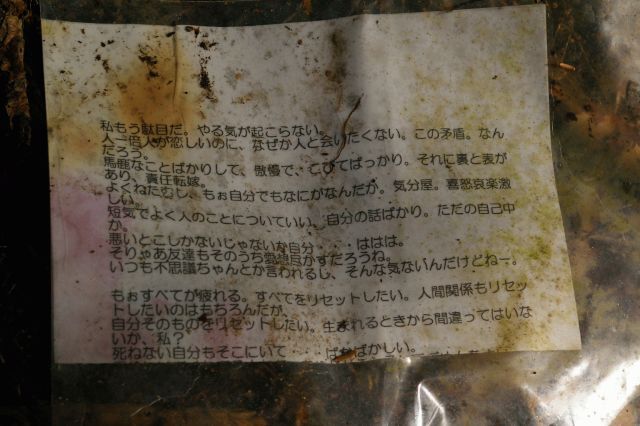 私もう駄目だ。やる気が起こらない。
人一倍人が恋しいのに、なぜか人と会いたくない。この矛盾。なん
だろう。
馬鹿なことばかりして、傲慢で、こびてばっかり。それに裏と表が
あり、責任転嫁。
よくねたむし、もぉ自分でもなにがなんだか。気分屋。喜怒哀楽激
しい。
短気でよく人のことについていい、自分の話ばかり。ただの自己中
か。
悪いとこしかないじゃないか自分・・・ははは。
そりゃあ友達もそのうち愛想尽かすだろうね。
いつも不思議ちゃんとか言われるし、そんな気ないんだけどねー。
もぉすべてが疲れる。すべてをリセットしたい。人間関係もリセッ
トしたいのはもちろんだが、
自分そのものをリセットしたい。生まれるときから間違ってはいな
いか、私？
死ねない自分もそこにいて・・・ばかばかしい。